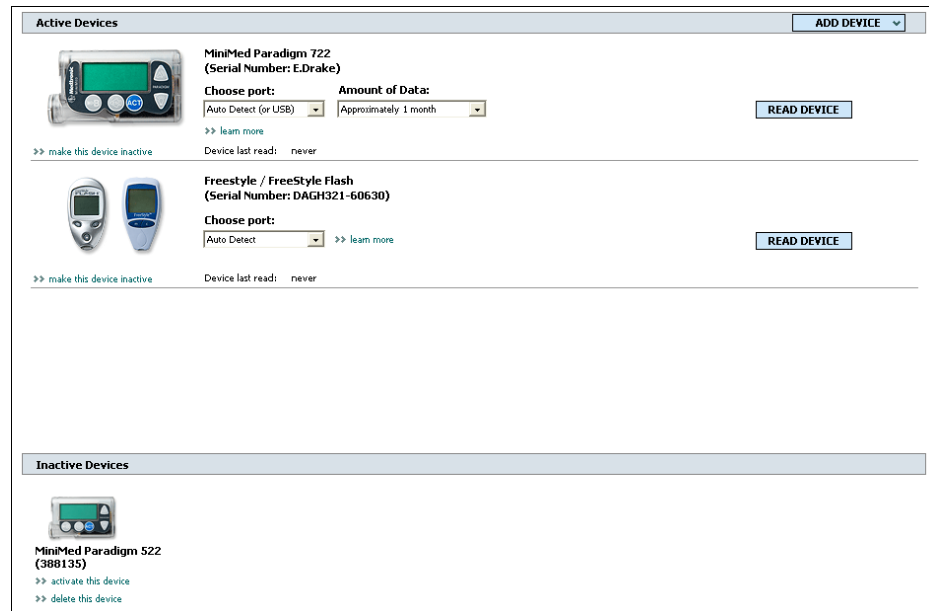 Active Devices
ADD DEVICE
MiniMed Paradigm 722
(Serial Number: E.Drake)
Choose port:
Amount of Data:
Auto Detect (or USB)
Approximately 1 month
READ DEVICE
>> learn more
>> make this device inactive
Device last read: never
Medtronic
ACT
Freestyle / FreeStyle Flash
(Serial Number: DAGH321-60630)
Choose port:
Auto Detect
>> learn more
READ DEVICE
>> make this device inactive
Device last read: never
Inactive Devices
MiniMed Paradigm 522
(388135)
>> activate this device
>> delete this device